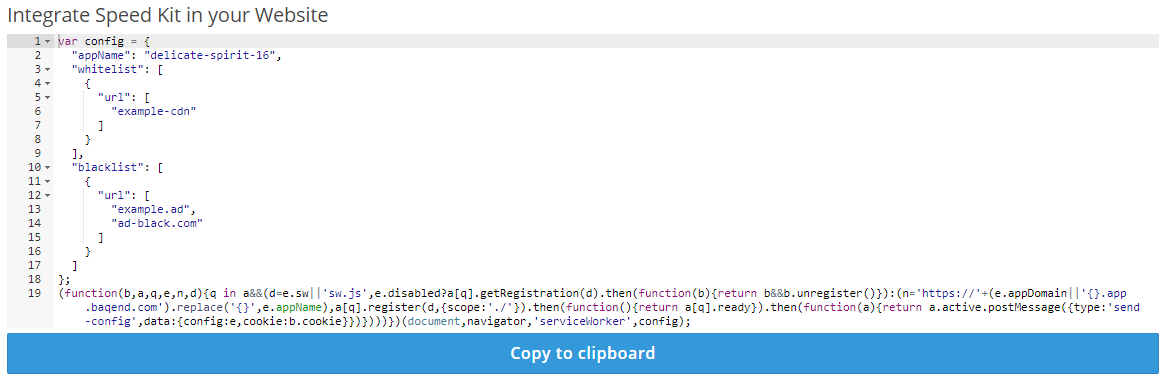 Integrate Speed Kit in your Website
1 var config = {
2 "appName": "delicate-spirit-16",
3 "whitelist": [
4 {
5 "url": [
6 "example-cdn"
7 ]
8 }
9 ],
10 "blacklist": [
11 {
12 "url": [
13 "example.ad",
14 "ad-black.com"
15 ]
16 }
17 ]
18 };
19 (function(b,a,q,e,n,d){q in a&&(d=e.sw||'sw.js',e.disabled?a[q].getRegistration(d).then(function(b){return b&&b.unregister()}):(n='https://'+(e.appDomain||'{}.app
.baqend.com').replace('{}',e.appName),a[q].register(d,{scope:'./'}).then(function(){return a[q].ready}).then(function(a){return a.active.postMessage({type:'send
-config',data:{config:e,cookie:b.cookie}})})))})(document,navigator,'serviceWorker',config);
Copy to clipboard